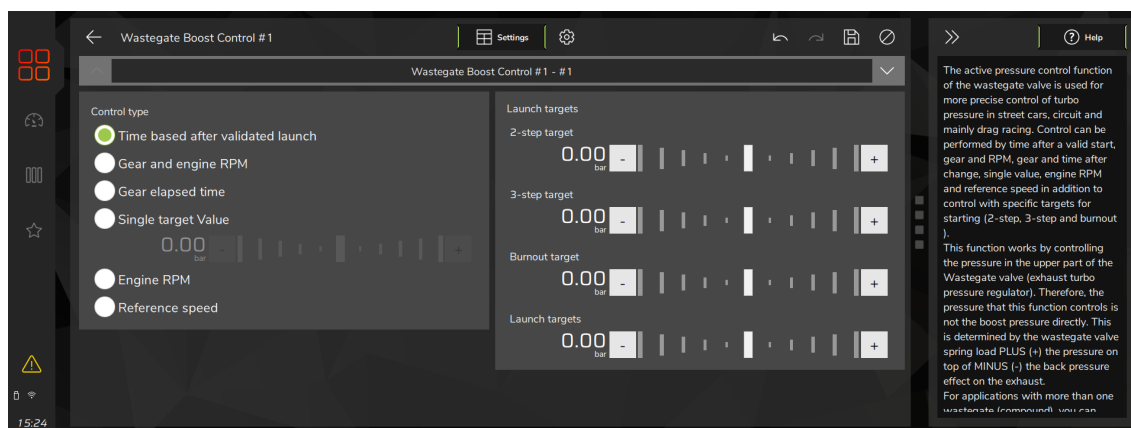 Wastegate Boost Control #1
Settings
Help
Wastegate Boost Control #1 - #1
Control type
Time based after validated launch
Gear and engine RPM
Gear elapsed time
Single target Value
0.00
bar
-
+
Engine RPM
Reference speed
Launch targets
2-step target
0.00
bar
-
+
3-step target
0.00
bar
-
+
Burnout target
0.00
bar
-
+
Launch targets
0.00
bar
-
+
The active pressure control function
of the wastegate valve is used for
more precise control of turbo
pressure in street cars, circuit and
mainly drag racing. Control can be
performed by time after a valid start,
gear and RPM, gear and time after
change, single value, engine RPM
and reference speed in addition to
control with specific targets for
starting (2-step, 3-step and burnout
).
This function works by controlling
the pressure in the upper part of the
Wastegate valve (exhaust turbo
pressure regulator). Therefore, the
pressure that this function controls is
not the boost pressure directly. This
is determined by the wastegate valve
spring load PLUS (+) the pressure on
top of MINUS (-) the back pressure
effect on the exhaust.
For applications with more than one
wastegate (compound), you can
15:24